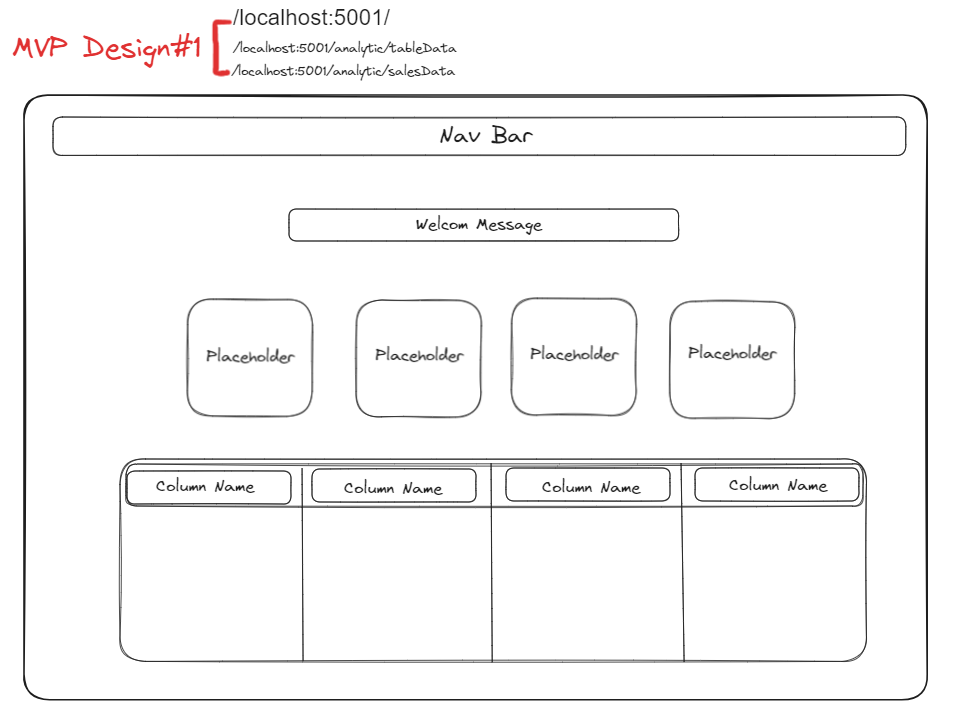 /localhost:5001/
MVP Design#1
/localhost:5001/analytic/tableData
/localhost:5001/analytic/salesData
Nav Bar
Welcom Message
Placeholder Placeholder Placeholder Placeholder
Column Name Column Name Column Name Column Name